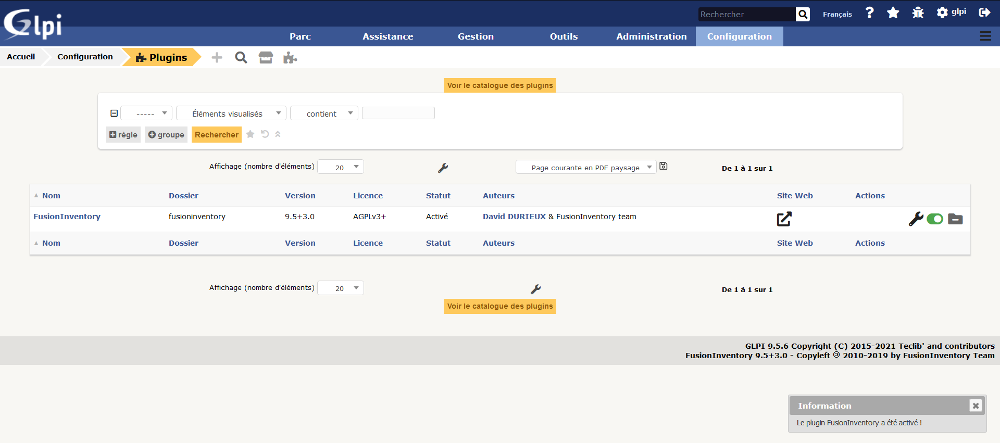 Glpi
Rechercher
Français
glpi
Parc Assistance Gestion Outils Administration Configuration
Accueil Configuration Plugins
Voir le catalogue des plugins
----- Éléments visualisés contient
règle groupe Rechercher
Affichage (nombre d'éléments) 20 Page courante en PDF paysage De 1 à 1 sur 1
Nom Dossier Version Licence Statut Auteurs Site Web Actions
FusionInventory fusioninventory 9.5+3.0 AGPLv3+ Activé David DURIEUX & FusionInventory team
Nom Dossier Version Licence Statut Auteurs Site Web Actions
Affichage (nombre d'éléments) 20 De 1 à 1 sur 1
Voir le catalogue des plugins
GLPI 9.5.6 Copyright (C) 2015-2021 Teclib' and contributors
FusionInventory 9.5+3.0 - Copyleft 🄯 2010-2019 by FusionInventory Team
Information
Le plugin FusionInventory a été activé !